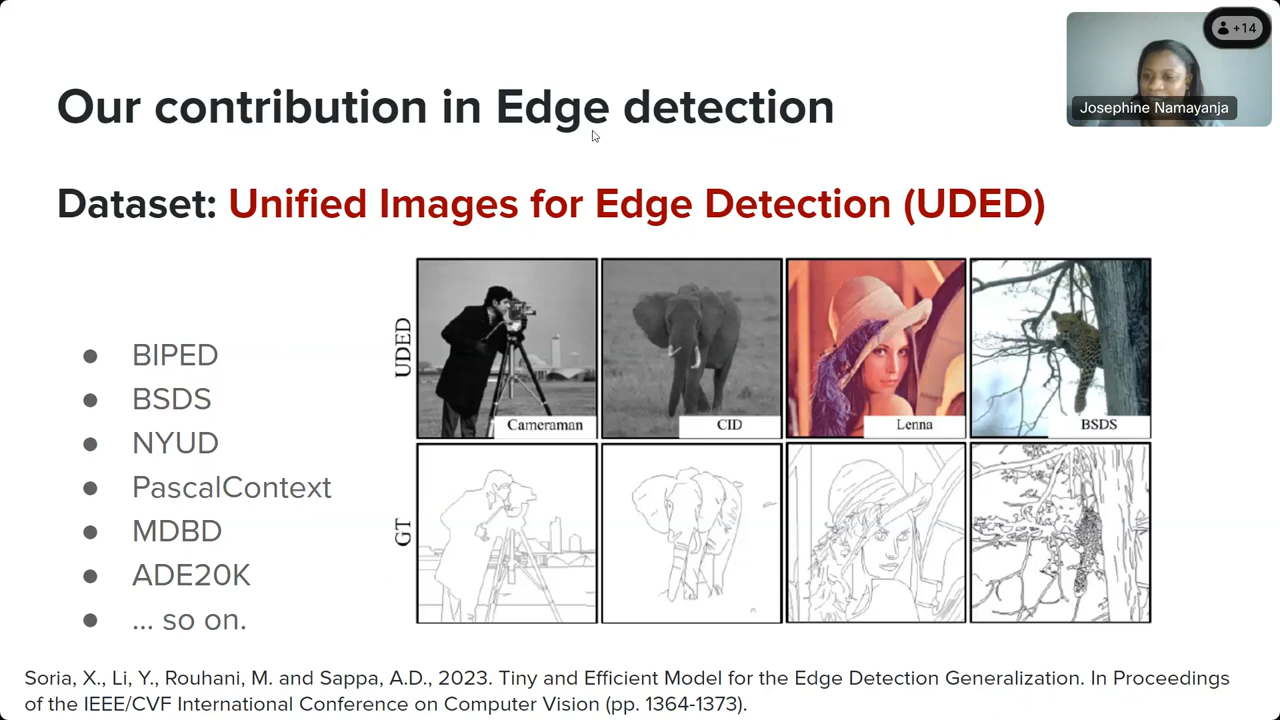 +14
Josephine Namayanja
Our contribution in Edge detection
Dataset: Unified Images for Edge Detection (UDED)
● BIPED
● BSDS
● NYUD
● PascalContext
● MDBD
● ADE20K
● ... so on.
UDED
Cameraman
CID
Lenna
BSDS
GT
Soria, X., Li, Y., Rouhani, M. and Sappa, A.D., 2023. Tiny and Efficient Model for the Edge Detection Generalization. In Proceedings
of the IEEE/CVF International Conference on Computer Vision (pp. 1364-1373).